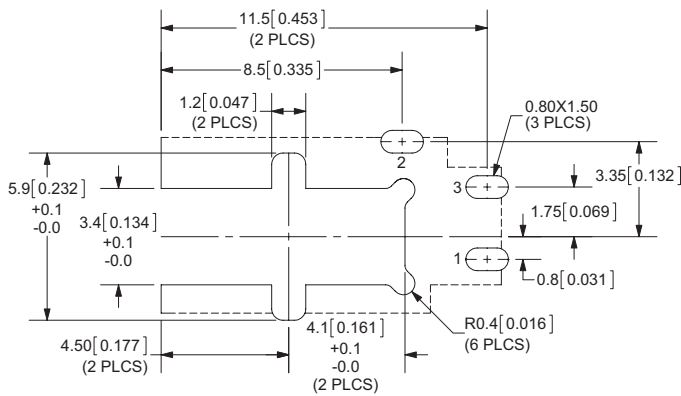 11.5[0.453]
(2 PLCS)
8.5[0.335]
1.2[0.047]
(2 PLCS)
0.80X1.50
(3 PLCS)
2
3.35[0.132]
5.9[0.232]
+0.1
-0.0
3
3.4[0.134]
+0.1
-0.0
1.75[0.069]
1
0.8[0.031]
4.50[0.177]
(2 PLCS)
4.1[0.161]
+0.1
-0.0
(2 PLCS)
R0.4[0.016]
(6 PLCS)